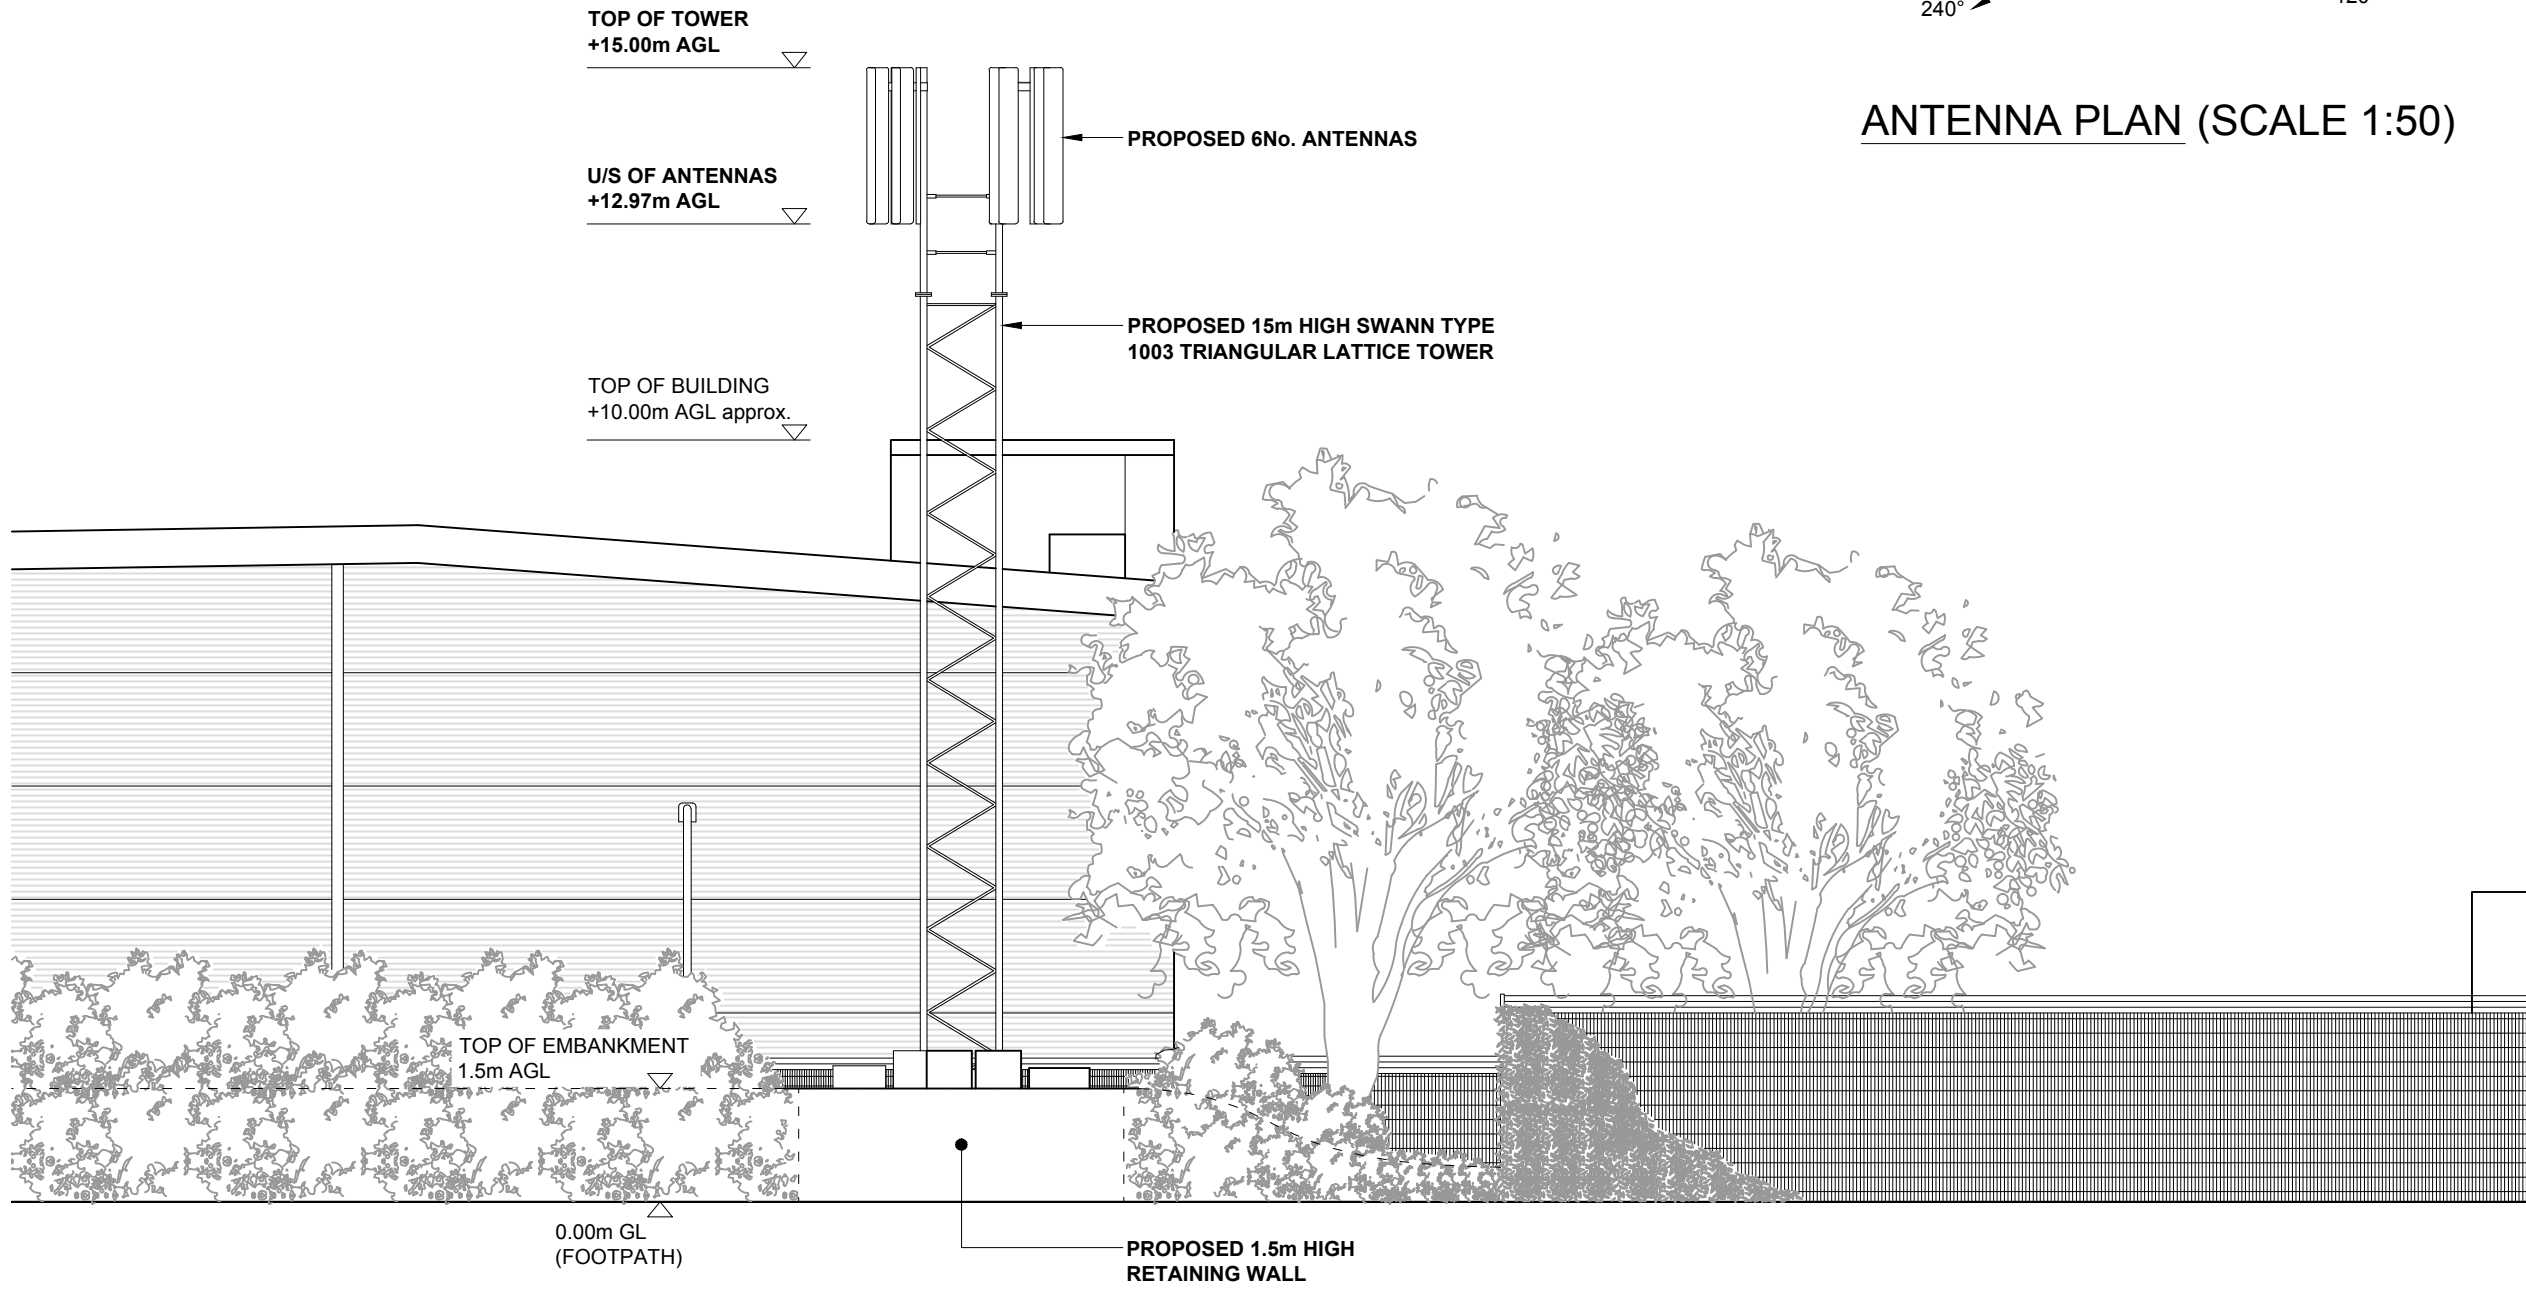 TOP OF TOWER
+15.00m AGL
240°
ANTENNA PLAN (SCALE 1:50)
PROPOSED 6No. ANTENNAS
U/S OF ANTENNAS
+12.97m AGL
PROPOSED 15m HIGH SWANN TYPE
1003 TRIANGULAR LATTICE TOWER
TOP OF BUILDING
+10.00m AGL approx.
TOP OF EMBANKMENT
1.5m AGL
0.00m GL
(FOOTPATH)
PROPOSED 1.5m HIGH
RETAINING WALL